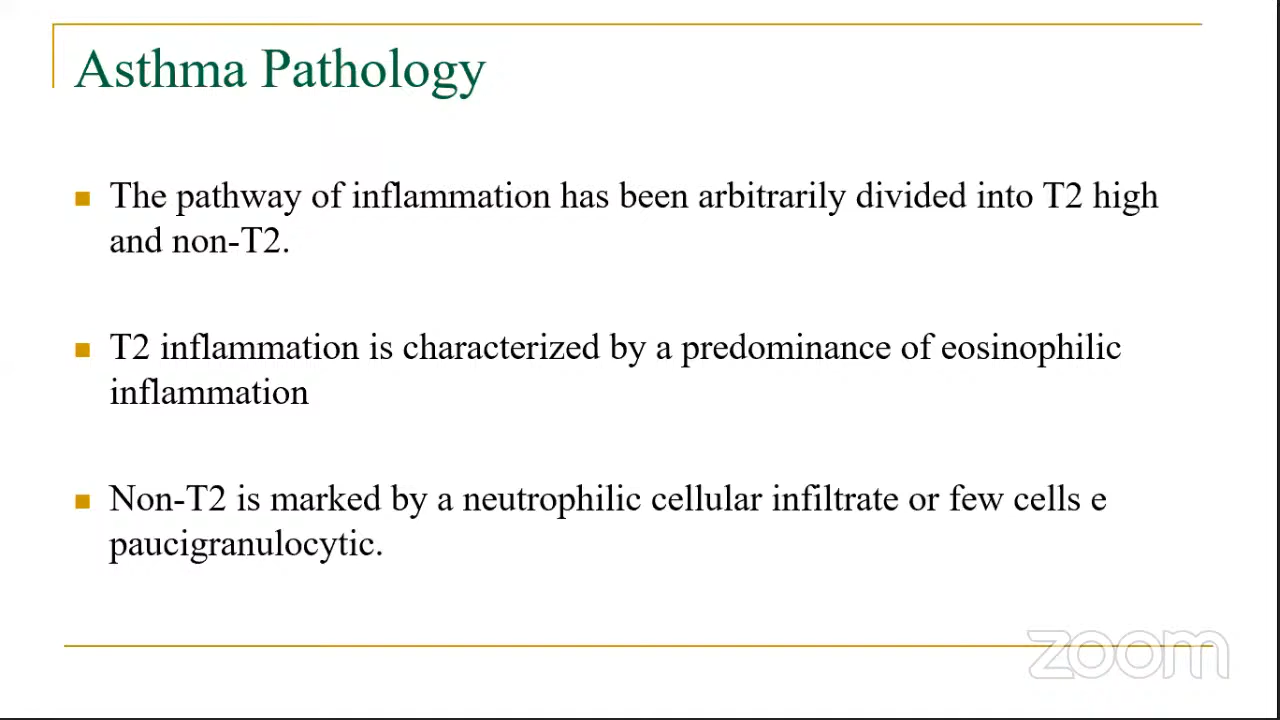 Asthma Pathology
The pathway of inflammation has been arbitrarily divided into T2 high
and non-T2.
T2 inflammation is characterized by a predominance of eosinophilic
inflammation
Non-T2 is marked by a neutrophilic cellular infiltrate or few cells e
paucigranulocytic.
zoom